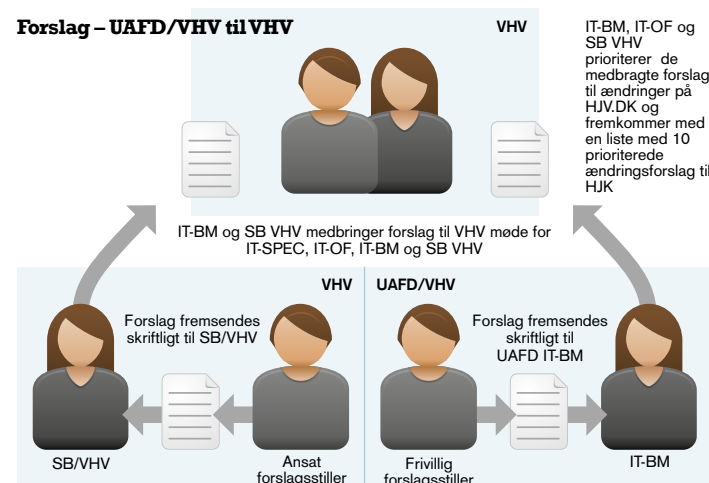 Forslag – UAFD/VHV til VHV
VHV
IT-BM, IT-OF og
SB VHV
prioriterer de
medbragte forslag
til ændringer på
HJV.DK og
fremkommer med
en liste med 10
prioriterede
ændringsforslag til
HJK
IT-BM og SB VHV medbringer forslag til VHV møde for
IT-SPEC, IT-OF, IT-BM og SB VHV
VHV
Forslag fremsendes
skriftligt til SB/VHV
SB/VHV
Ansat
forslagsstiller
UAFD/VHV
Forslag fremsendes
skriftligt til
UAFD IT-BM
Frivillig
forslagsstiller
IT-BM